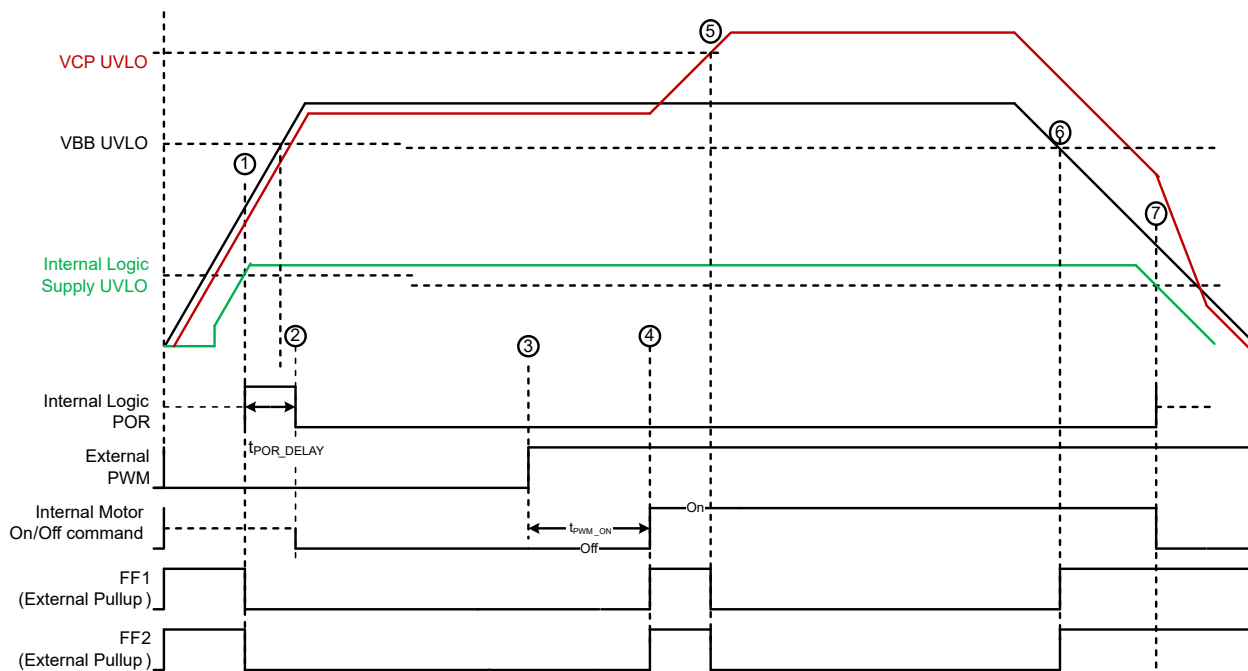 VCP UVLO
5
VBB UVLO
6
1
7
Internal Logic
Supply UVLO
2
3
4
Internal Logic
POR
tPOR_DELAY
External
PWM
Internal Motor
On/Off command
tPWM_ON
On
Off
FF1
(External Pullup )
FF2
(External Pullup )